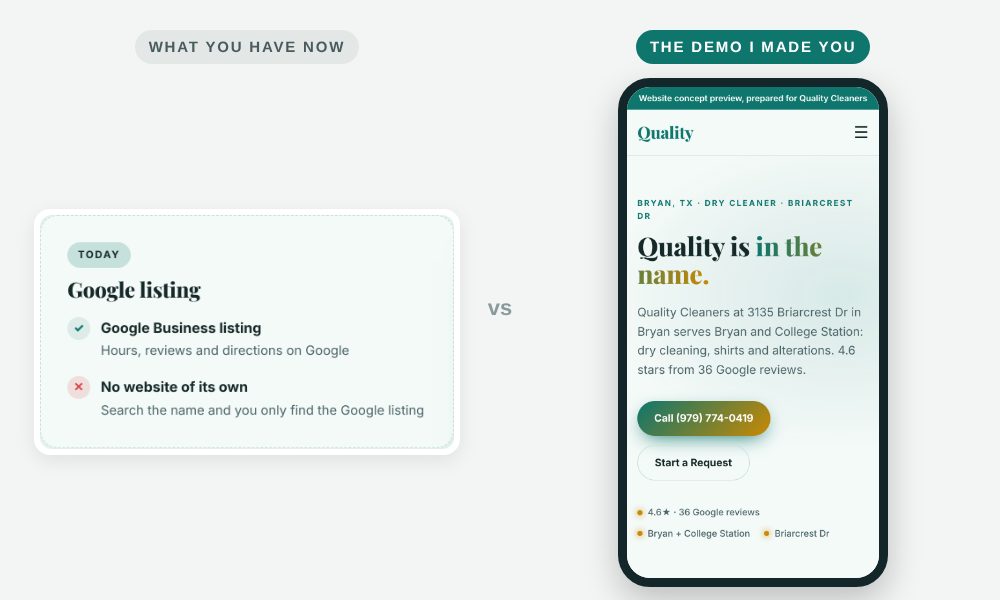 WHAT YOU HAVE NOW
TODAY
Google listing
Google Business listing
Hours, reviews and directions on Google
No website of its own
Search the name and you only find the Google listing
vs
THE DEMO I MADE YOU
Website concept preview, prepared for Quality Cleaners
Quality
BRYAN, TX · DRY CLEANER · BRIARCREST
DR
Quality is in the
name.
Quality Cleaners at 3135 Briarcrest Dr in
Bryan serves Bryan and College Station:
dry cleaning, shirts and alterations. 4.6
stars from 36 Google reviews.
Call (979) 774-0419
Start a Request
4.6★ · 36 Google reviews
Bryan + College Station
Briarcrest Dr